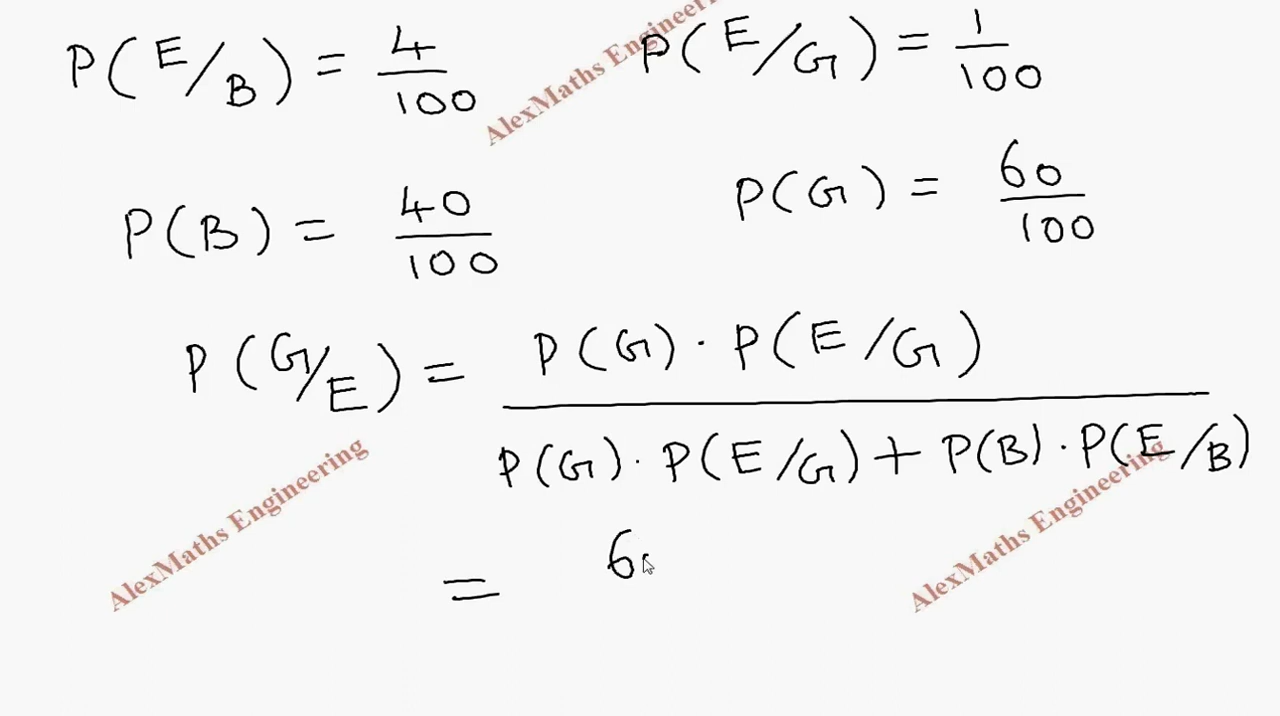 P(E/B) = 4/100 P(E/G) = 1/100
P(B) = 40/100 P(G) = 60/100
P(G/E) = P(G) · P(E/G)
P(G) · P(E/G) + P(B) · P(E/B)
= 6
AlexMaths Engineering
AlexMaths Engineering
AlexMaths Engineering